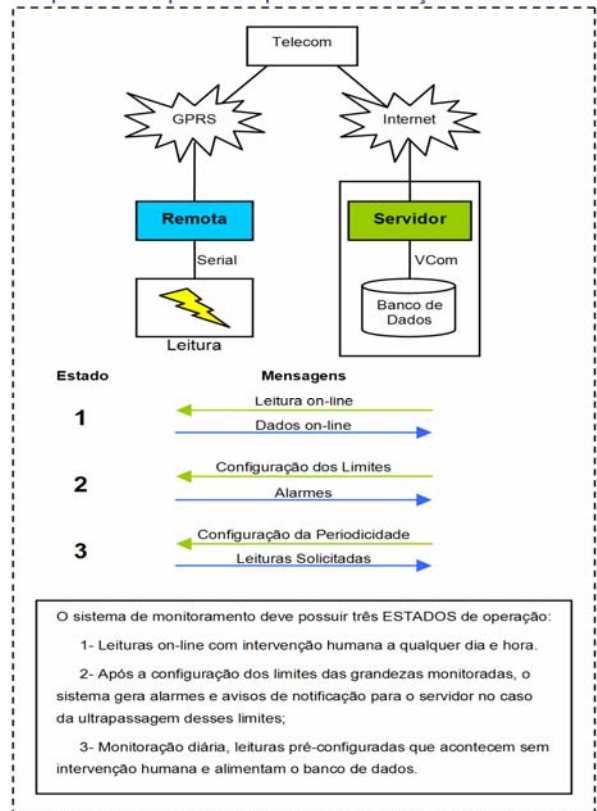 Telecom
GPRS
Internet
Remota
Servidor
Serial
VCom
Leitura
Banco de
Dados
Estado
Mensagens
1
Leitura on-line
Dados on-line
2
Configuração dos Limites
Alarmes
3
Configuração da Periodicidade
Leituras Solicitadas
O sistema de monitoramento deve possuir três ESTADOS de operação:
1- Leituras on-line com intervenção humana a qualquer dia e hora.
2- Após a configuração dos limites das grandezas monitoradas, o
sistema gera alarmes e avisos de notificação para o servidor no caso
da ultrapassagem desses limites;
3- Monitoração diária, leituras pré-configuradas que acontecem sem
intervenção humana e alimentam o banco de dados.